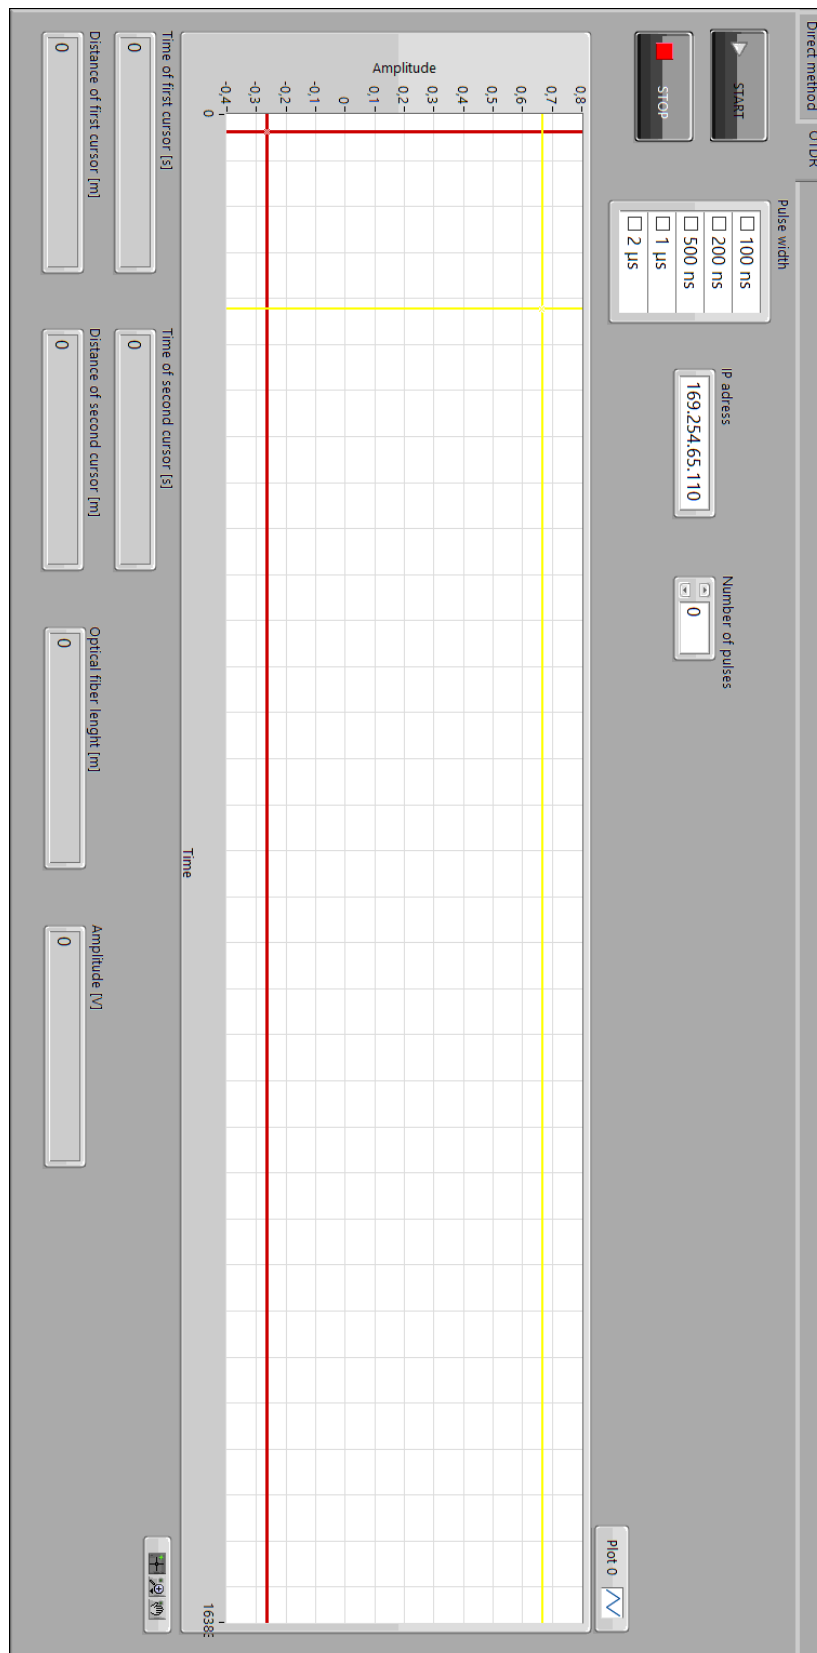 Direct method
OTDR
START
STOP
Pulse width
100 ns
200 ns
500 ns
1 µs
2 µs
IP adress
169.254.65.110
Number of pulses
0
Plot 0
Amplitude
0,8
0,7
0,6
0,5
0,4
0,3
0,2
0,1
0
-0,1
-0,2
-0,3
-0,4
0
Time
Time of first cursor [s]
0
Time of second cursor [s]
0
Distance of first cursor [m]
0
Distance of second cursor [m]
0
Optical fiber lenght [m]
0
Amplitude [V]
0